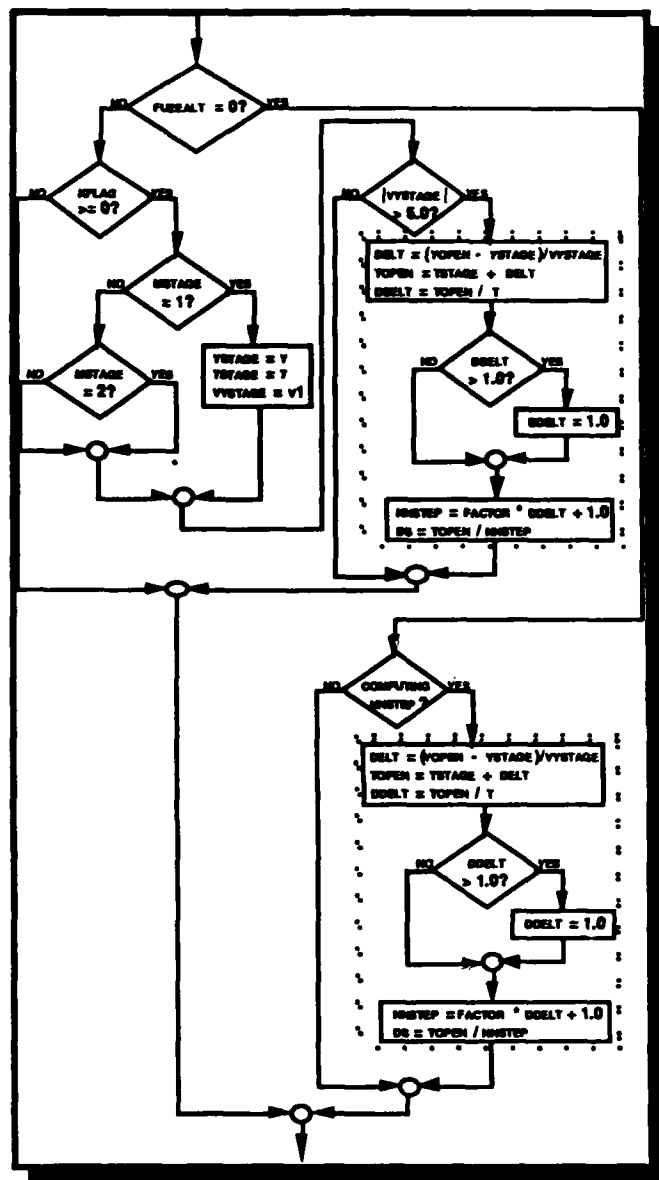 FUZEALT = 0?
NO
YES
KFLAG
>= 0?
NO
YES
|VYSTAGE|
> 5.0?
NO
YES
MSTAGE
= 1?
NO
YES
DELT = (YOPEN - YSTAGE)/VYSTAGE
TOPEN = TSTAGE + DELT
DDELT = TOPEN / T
MSTAGE
= 2?
NO
YES
YSTAGE = Y
TSTAGE = T
VYSTAGE = V1
DDELT
> 1.0?
NO
YES
DDELT = 1.0
NNSTEP = FACTOR * DDELT + 1.0
DS = TOPEN / NNSTEP
COMPUTING
NNSTEP?
NO
YES
DELT = (YOPEN - YSTAGE)/VYSTAGE
TOPEN = TSTAGE + DELT
DDELT = TOPEN / T
DDELT
> 1.0?
NO
YES
DDELT = 1.0
NNSTEP = FACTOR * DDELT + 1.0
DS = TOPEN / NNSTEP